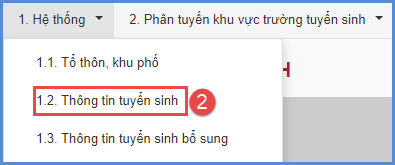 1. Hệ thống 2. Phân tuyến khu vực trường tuyển sinh
1.1. Tổ thôn, khu phố
H
1.2. Thông tin tuyển sinh 2
1.3. Thông tin tuyển sinh bổ sung